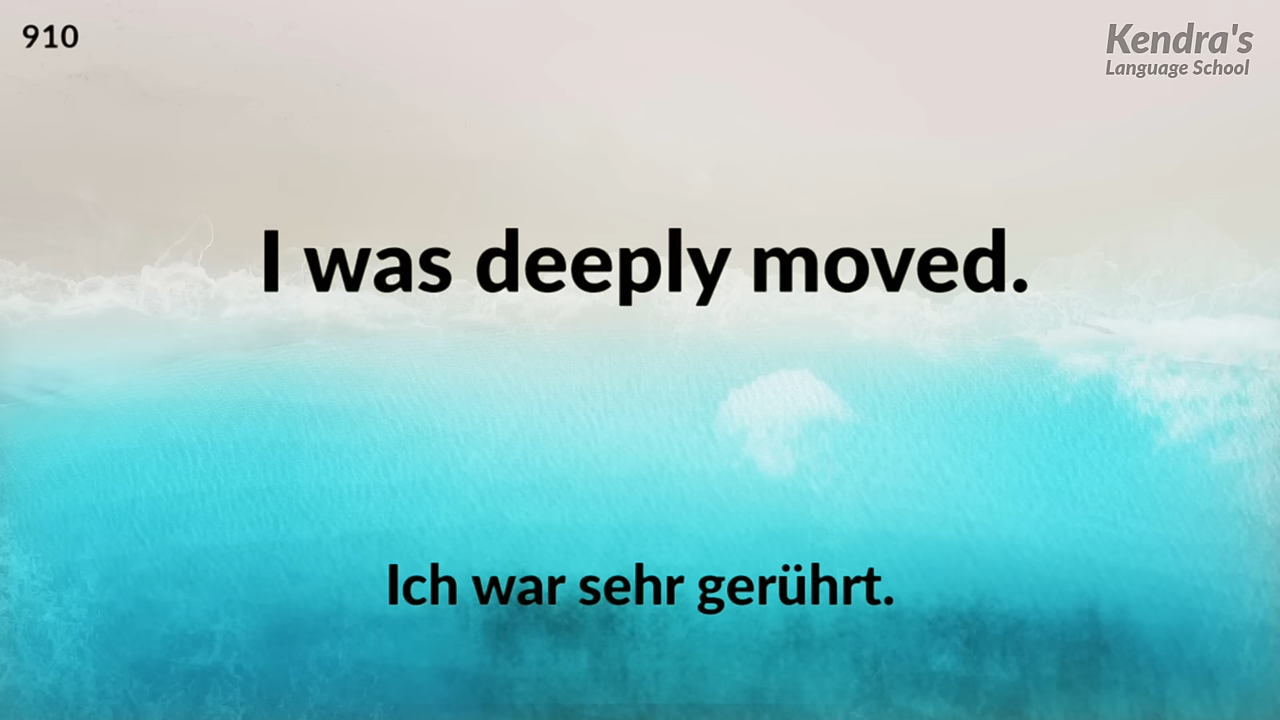 910
Kendra's
Language School
I was deeply moved.
Ich war sehr gerührt.